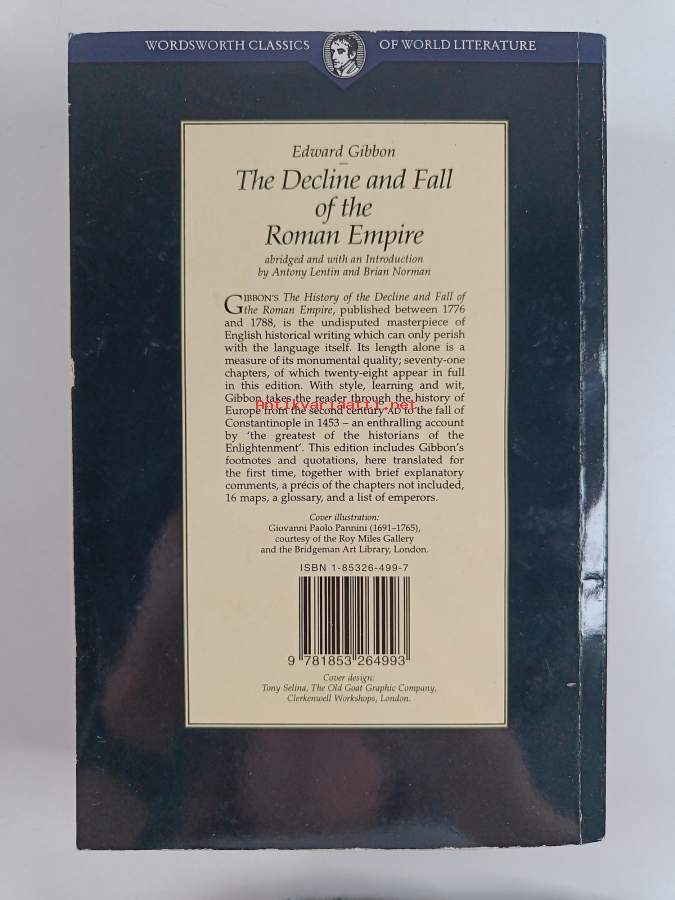 WORDSWORTH CLASSICS OF WORLD LITERATURE
Edward Gibbon
The Decline and Fall
of the
Roman Empire
abridged and with an Introduction
by Antony Lentin and Brian Norman
GIBBON'S The History of the Decline and Fall of
the Roman Empire, published between 1776
and 1788, is the undisputed masterpiece of
English historical writing which can only perish
with the language itself. Its length alone is a
measure of its monumental quality; seventy-one
chapters, of which twenty-eight appear in full
in this edition. With style, learning and wit,
Gibbon takes the reader through the history of
Antikvariaatti.net
Europe from the second century AD to the fall of
Constantinople in 1453 – an enthralling account
by 'the greatest of the historians of the
Enlightenment'. This edition includes Gibbon's
footnotes and quotations, here translated for
the first time, together with brief explanatory
comments, a précis of the chapters not included,
16 maps, a glossary, and a list of emperors.
Cover illustration:
Giovanni Paolo Pannini (1691–1765),
courtesy of the Roy Miles Gallery
and the Bridgeman Art Library, London.
ISBN 1-85326-499-7
9 781853 264993
Cover design:
Tony Selina, The Old Goat Graphic Company,
Clerkenwell Workshops, London.